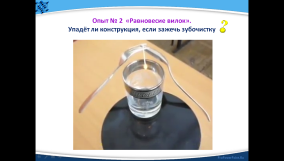 Опыт № 2 «Равновесие вилок».
Упадёт ли конструкция, если зажечь зубочистку ?